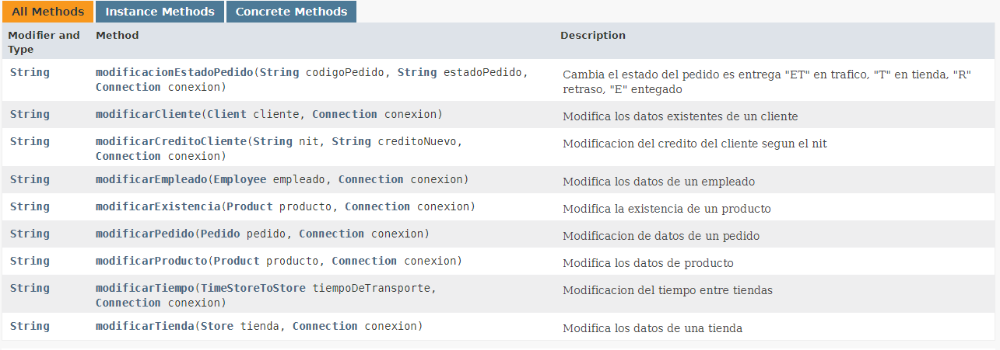 All Methods Instance Methods Concrete Methods
Modifier and Type Method Description
String modificacionEstadoPedido(String codigoPedido, String estadoPedido,
Connection conexion)
Cambia el estado del pedido es entrega "ET" en trafico, "T" en tienda, "R"
retraso, "E" entegado
String modificarCliente(Client cliente, Connection conexion) Modifica los datos existentes de un cliente
String modificarCreditoCliente(String nit, String creditoNuevo,
Connection conexion)
Modificacion del credito del cliente segun el nit
String modificarEmpleado(Employee empleado, Connection conexion) Modifica los datos de un empleado
String modificarExistencia(Product producto, Connection conexion) Modifica la existencia de un producto
String modificarPedido(Pedido pedido, Connection conexion) Modificacion de datos de un pedido
String modificarProducto(Product producto, Connection conexion) Modifica los datos de producto
String modificarTiempo(TimeStoreToStore tiempoDeTransporte,
Connection conexion)
Modificacion del tiempo entre tiendas
String modificarTienda(Store tienda, Connection conexion) Modifica los datos de una tienda